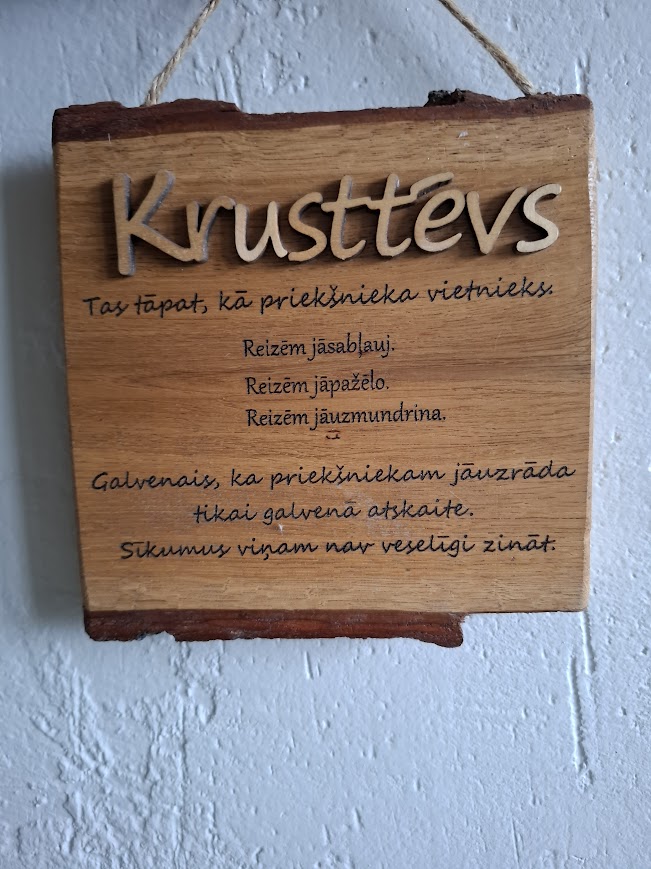 Krusttēvs
Tas tāpat, kā priekšnieka vietnieks.
Reizēm jāsabļauj.
Reizēm jāpažēlo.
Reizēm jāuzmundrina.
Galvenais, ka priekšniekam jāuzrāda
tikai galvenā atskaite.
Sīkumus viņam nav veselīgi zināt.